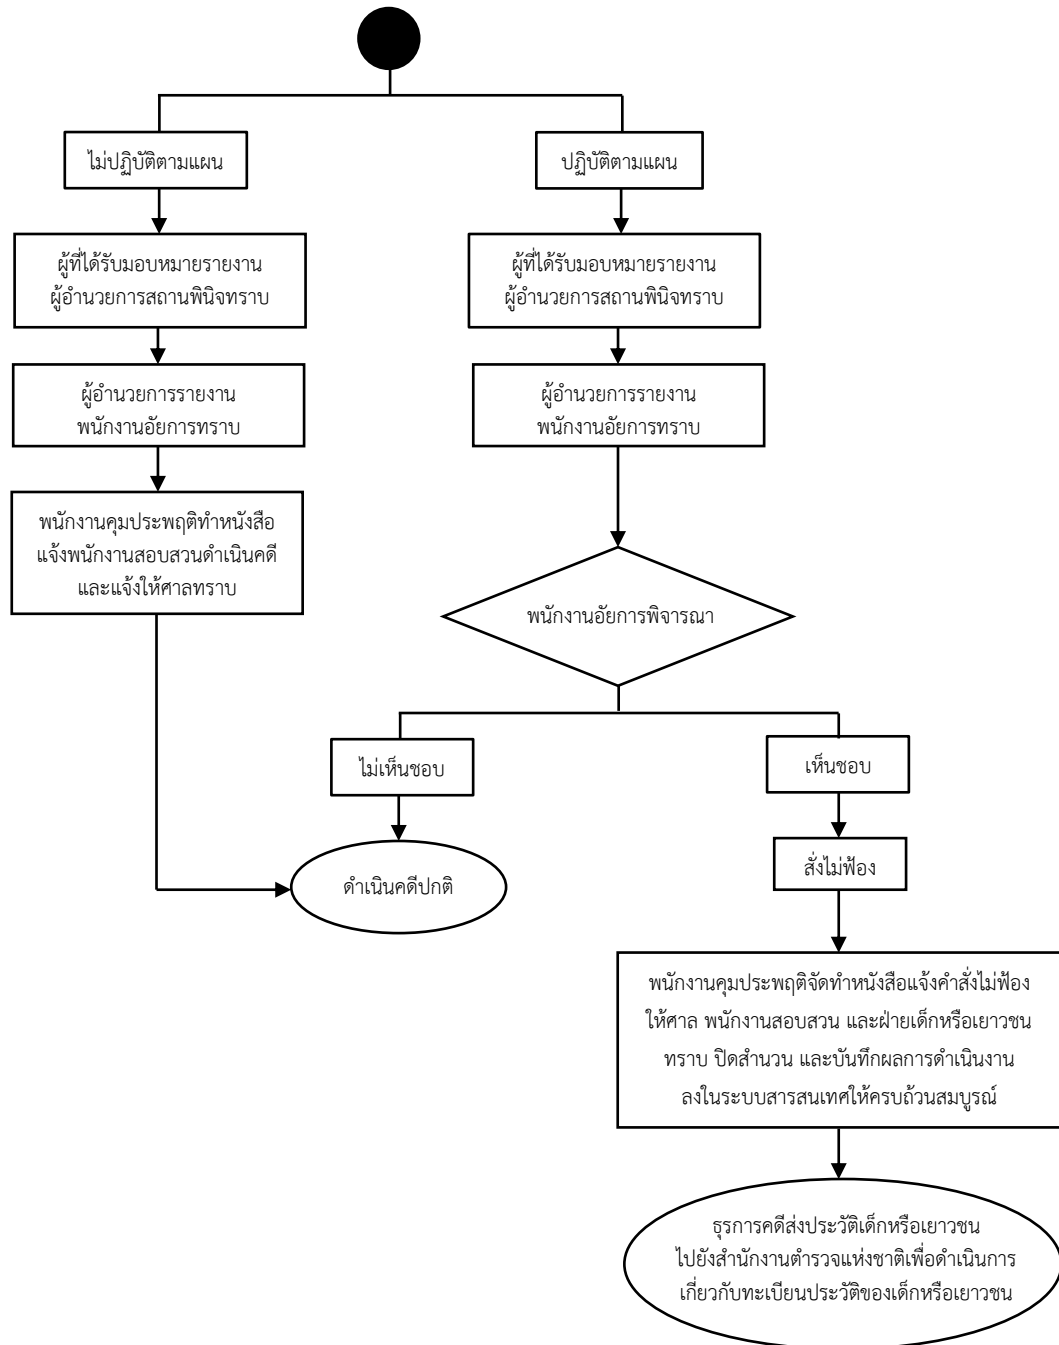 ไม่ปฏิบัติตามแผน
ปฏิบัติตามแผน
ผู้ที่ได้รับมอบหมายรายงาน
ผู้อำนวยการสถานพินิจทราบ
ผู้ที่ได้รับมอบหมายรายงาน
ผู้อำนวยการสถานพินิจทราบ
ผู้อำนวยการรายงาน
พนักงานอัยการทราบ
ผู้อำนวยการรายงาน
พนักงานอัยการทราบ
พนักงานคุมประพฤติทำหนังสือ
แจ้งพนักงานสอบสวนดำเนินคดี
และแจ้งให้ศาลทราบ
พนักงานอัยการพิจารณา
ไม่เห็นชอบ
เห็นชอบ
สั่งไม่ฟ้อง
ดำเนินคดีปกติ
พนักงานคุมประพฤติจัดทำหนังสือแจ้งคำสั่งไม่ฟ้อง
ให้ศาล พนักงานสอบสวน และฝ่ายเด็กหรือเยาวชน
ทราบ ปิดสำนวน และบันทึกผลการดำเนินงาน
ลงในระบบสารสนเทศให้ครบถ้วนสมบูรณ์
ธุรการคดีส่งประวัติเด็กหรือเยาวชน
ไปยังสำนักงานตำรวจแห่งชาติเพื่อดำเนินการ
เกี่ยวกับทะเบียนประวัติของเด็กหรือเยาวชน